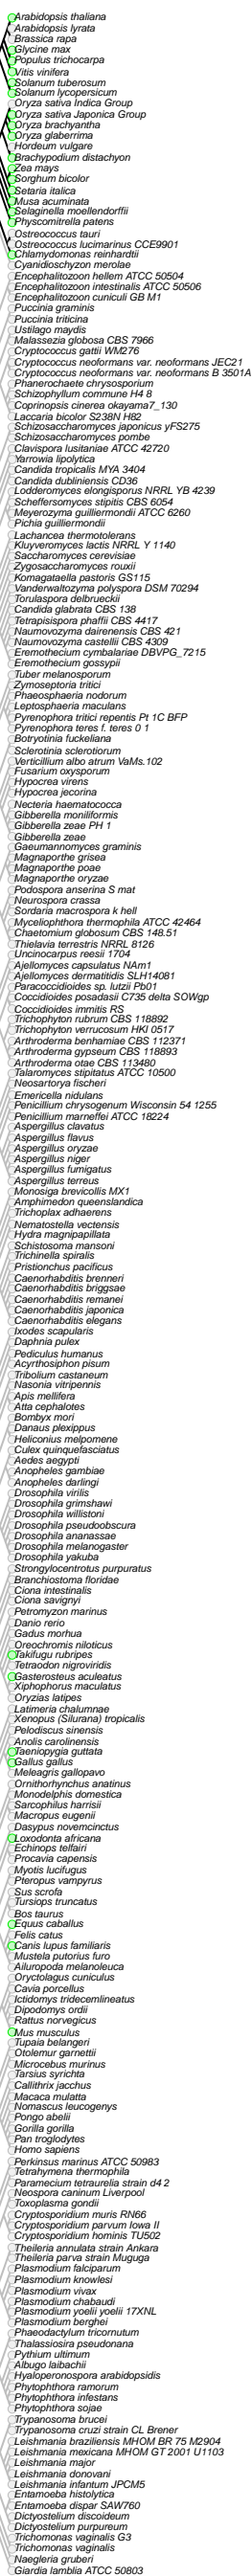 Arabidopsis thaliana
Arabidopsis lyrata
Brassica rapa
Glycine max
Populus trichocarpa
Vitis vinifera
Solanum tuberosum
Solanum lycopersicum
Oryza sativa Indica Group
Oryza sativa Japonica Group
Oryza brachyantha
Oryza glaberrima
Hordeum vulgare
Brachypodium distachyon
Zea mays
Sorghum bicolor
Setaria italica
Musa acuminata
Selaginella moellendorffii
Physcomitrella patens
Ostreococcus tauri
Ostreococcus lucimarinus CCE9901
Chlamydomonas reinhardtii
Cyanidioschyzon merolae
Encephalitozoon hellem ATCC 50504
Encephalitozoon intestinalis ATCC 50506
Encephalitozoon cuniculi GB M1
Puccinia graminis
Puccinia triticina
Ustilago maydis
Malassezia globosa CBS 7966
Cryptococcus gattii WM276
Cryptococcus neoformans var. neoformans JEC21
Cryptococcus neoformans var. neoformans B 3501A
Phanerochaete chrysosporium
Schizophyllum commune H4 8
Coprinopsis cinerea okayama7_130
Laccaria bicolor S238N H82
Schizosaccharomyces japonicus yFS275
Schizosaccharomyces pombe
Clavispora lusitaniae ATCC 42720
Yarrowia lipolytica
Candida tropicalis MYA 3404
Candida dubliniensis CD36
Lodderomyces elongisporus NRRL YB 4239
Scheffersomyces stipitis CBS 6054
Meyerozyma guilliermondii ATCC 6260
Pichia guilliermondii
Lachancea thermotolerans
Kluyveromyces lactis NRRL Y 1140
Saccharomyces cerevisiae
Zygosaccharomyces rouxii
Komagataella pastoris GS115
Vanderwaltozyma polyspora DSM 70294
Torulaspora delbrueckii
Candida glabrata CBS 138
Tetrapisispora phaffii CBS 4417
Naumovozyma dairenensis CBS 421
Naumovozyma castellii CBS 4309
Eremothecium cymbalariae DBVPG_7215
Eremothecium gossypii
Tuber melanosporum
Zymoseptoria tritici
Phaeosphaeria nodorum
Leptosphaeria maculans
Pyrenophora tritici repentis Pt 1C BFP
Pyrenophora teres f. teres 0 1
Botryotinia fuckeliana
Sclerotinia sclerotiorum
Verticillium albo atrum VaMs.102
Fusarium oxysporum
Hypocrea virens
Hypocrea jecorina
Necteria haematococca
Gibberella moniliformis
Gibberella zeae PH 1
Gibberella zeae
Gaeumannomyces graminis
Magnaporthe grisea
Magnaporthe poae
Magnaporthe oryzae
Podospora anserina S mat
Neurospora crassa
Sordaria macrospora k hell
Myceliophthora thermophila ATCC 42464
Chaetomium globosum CBS 148.51
Thielavia terrestris NRRL 8126
Uncinocarpus reesii 1704
Ajellomyces capsulatus NAm1
Ajellomyces dermatitidis SLH14081
Paracoccidioides sp. lutzii Pb01
Coccidioides posadasii C735 delta SOWgp
Coccidioides immitis RS
Trichophyton rubrum CBS 118892
Trichophyton verrucosum HKI 0517
Arthroderma benhamiae CBS 112371
Arthroderma gypseum CBS 118893
Arthroderma otae CBS 113480
Talaromyces stipitatus ATCC 10500
Neosartorya fischeri
Emericella nidulans
Penicillium chrysogenum Wisconsin 54 1255
Penicillium marneffei ATCC 18224
Aspergillus clavatus
Aspergillus flavus
Aspergillus oryzae
Aspergillus niger
Aspergillus fumigatus
Aspergillus terreus
Monosiga brevicollis MX1
Amphimedon queenslandica
Trichoplax adhaerens
Nematostella vectensis
Hydra magnipapillata
Schistosoma mansoni
Trichinella spiralis
Pristionchus pacificus
Caenorhabditis brenneri
Caenorhabditis briggsae
Caenorhabditis remanei
Caenorhabditis japonica
Caenorhabditis elegans
Ixodes scapularis
Daphnia pulex
Pediculus humanus
Acyrthosiphon pisum
Tribolium castaneum
Nasonia vitripennis
Apis mellifera
Atta cephalotes
Bombyx mori
Danaus plexippus
Heliconius melpomene
Culex quinquefasciatus
Aedes aegypti
Anopheles gambiae
Anopheles darlingi
Drosophila virilis
Drosophila grimshawi
Drosophila willistoni
Drosophila pseudoobscura
Drosophila ananassae
Drosophila melanogaster
Drosophila yakuba
Strongylocentrotus purpuratus
Branchiostoma floridae
Ciona intestinalis
Ciona savignyi
Petromyzon marinus
Danio rerio
Gadus morhua
Oreochromis niloticus
Takifugu rubripes
Tetraodon nigroviridis
Gasterosteus aculeatus
Xiphophorus maculatus
Oryzias latipes
Latimeria chalumnae
Xenopus (Silurana) tropicalis
Pelodiscus sinensis
Anolis carolinensis
Taeniopygia guttata
Gallus gallus
Meleagris gallopavo
Ornithorhynchus anatinus
Monodelphis domestica
Sarcophilus harrisii
Macropus eugenii
Dasypus novemcinctus
Loxodonta africana
Echinops telfairi
Procavia capensis
Myotis lucifugus
Pteropus vampyrus
Sus scrofa
Tursiops truncatus
Bos taurus
Equus caballus
Felis catus
Canis lupus familiaris
Mustela putorius furo
Ailuropoda melanoleuca
Oryctolagus cuniculus
Cavia porcellus
Ictidomys tridecemlineatus
Dipodomys ordii
Rattus norvegicus
Mus musculus
Tupaia belangeri
Otolemur garnettii
Microcebus murinus
Tarsius syrichta
Callithrix jacchus
Macaca mulatta
Nomascus leucogenys
Pongo abelii
Gorilla gorilla
Pan troglodytes
Homo sapiens
Perkinsus marinus ATCC 50983
Tetrahymena thermophila
Paramecium tetraurelia strain d4 2
Neospora caninum Liverpool
Toxoplasma gondii
Cryptosporidium muris RN66
Cryptosporidium parvum Iowa II
Cryptosporidium hominis TU502
Theileria annulata strain Ankara
Theileria parva strain Muguga
Plasmodium falciparum
Plasmodium knowlesi
Plasmodium vivax
Plasmodium chabaudi
Plasmodium yoelii yoelii 17XNL
Plasmodium berghei
Phaeodactylum tricornutum
Thalassiosira pseudonana
Pythium ultimum
Albugo laibachii
Hyaloperonospora arabidopsidis
Phytophthora ramorum
Phytophthora infestans
Phytophthora sojae
Trypanosoma brucei
Trypanosoma cruzi strain CL Brener
Leishmania braziliensis MHOM BR 75 M2904
Leishmania mexicana MHOM GT 2001 U1103
Leishmania major
Leishmania donovani
Leishmania infantum JPCM5
Entamoeba histolytica
Entamoeba dispar SAW760
Dictyostelium discoideum
Dictyostelium purpureum
Trichomonas vaginalis G3
Trichomonas vaginalis
Naegleria gruberi
Giardia lamblia ATCC 50803